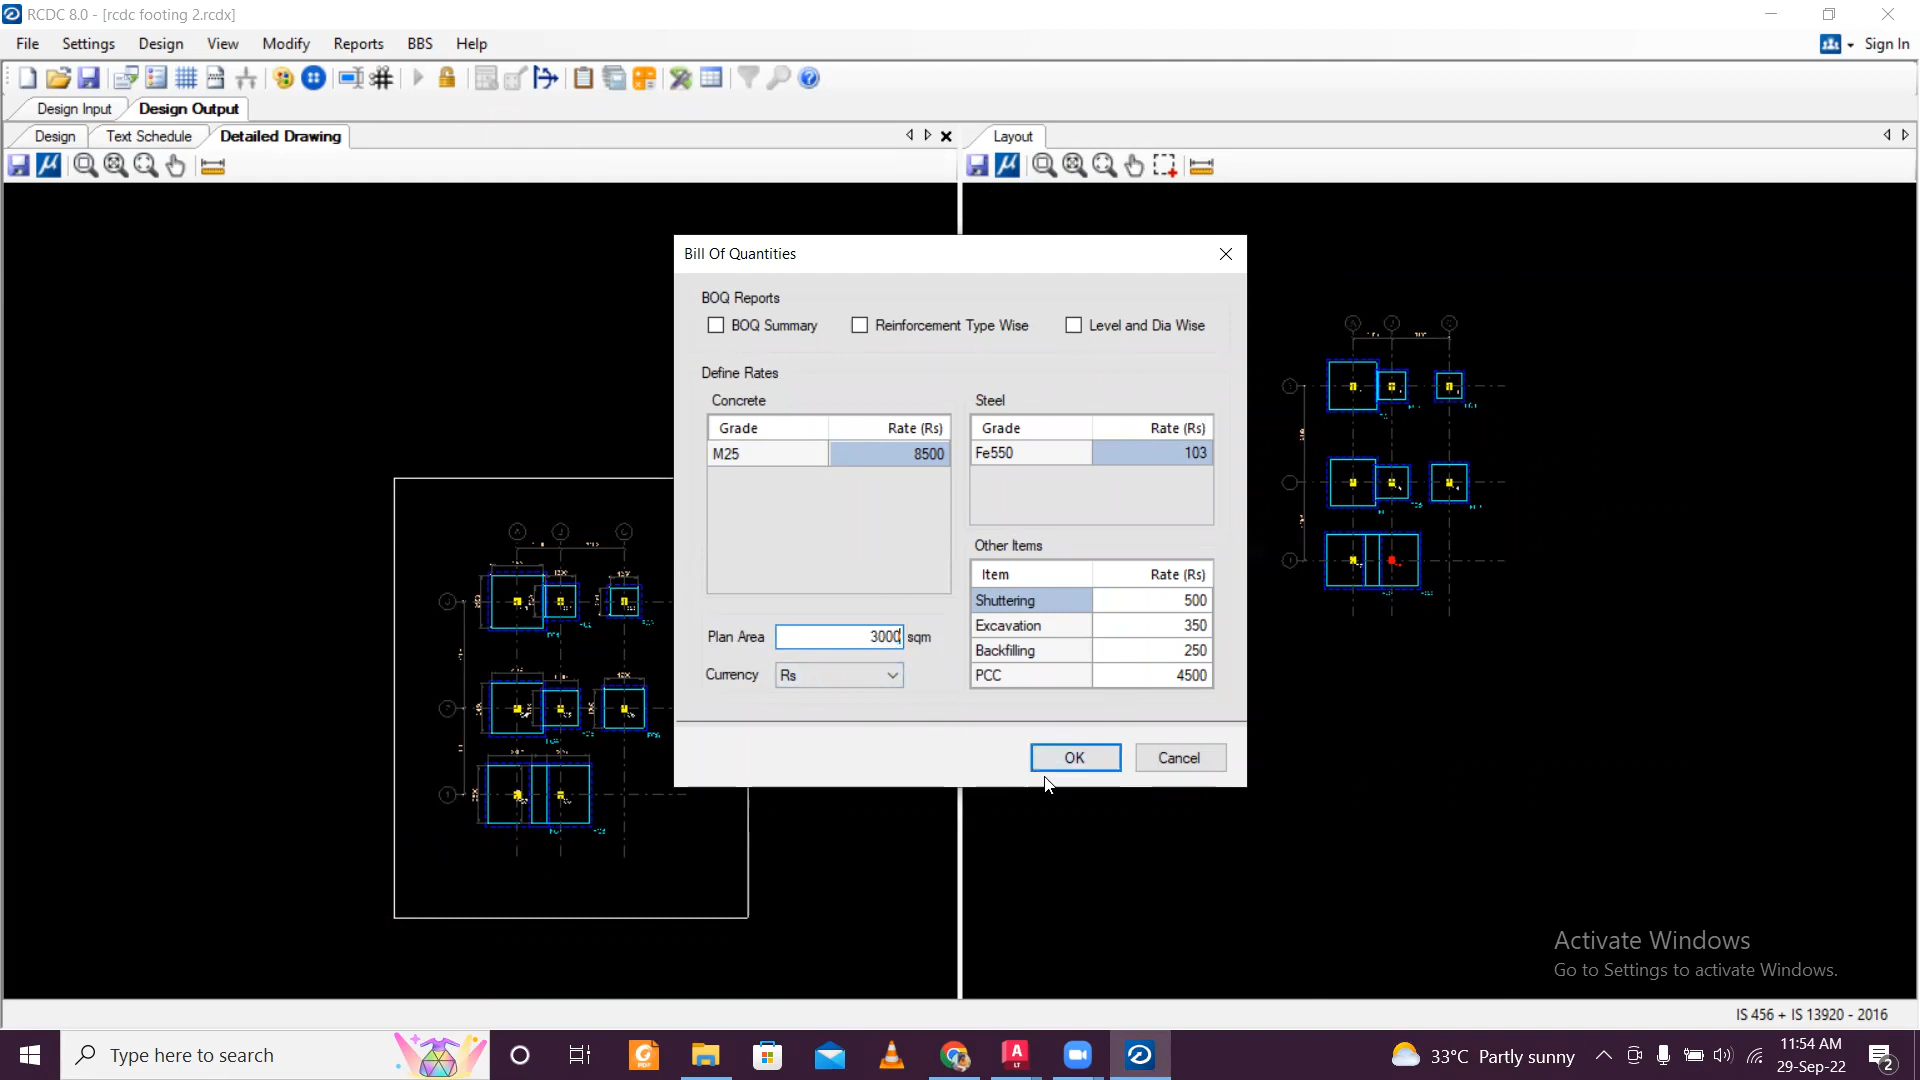 RCDC 8.0 - [rcdc footing 2.rcdx]
File Settings Design View Modify Reports BBS Help
Sign In
Design Input Design Output
Design Text Schedule Detailed Drawing
Layout
Bill Of Quantities
BOQ Reports
BOQ Summary Reinforcement Type Wise Level and Dia Wise
Define Rates
Concrete
Grade Rate (Rs)
M25 8500
Steel
Grade Rate (Rs)
Fe550 103
Other Items
Item Rate (Rs)
Shuttering 500
Excavation 350
Backfilling 250
PCC 4500
Plan Area 3000 sqm
Currency Rs
OK Cancel
Activate Windows
Go to Settings to activate Windows.
IS 456 + IS 13920 - 2016
Type here to search
33°C Partly sunny
11:54 AM
29-Sep-22
2